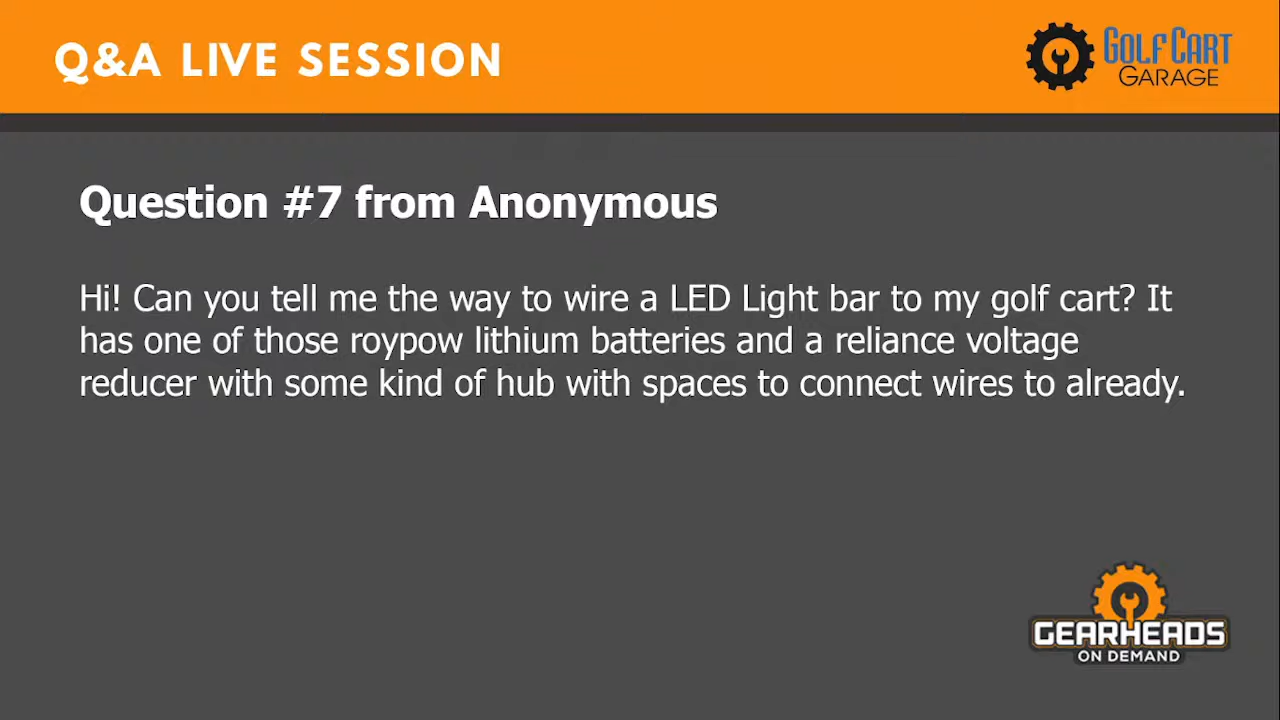 Q&A LIVE SESSION
GOLF CART
GARAGE
Question #7 from Anonymous
Hi! Can you tell me the way to wire a LED Light bar to my golf cart? It
has one of those roypow lithium batteries and a reliance voltage
reducer with some kind of hub with spaces to connect wires to already.
GEARHEADS
ON DEMAND